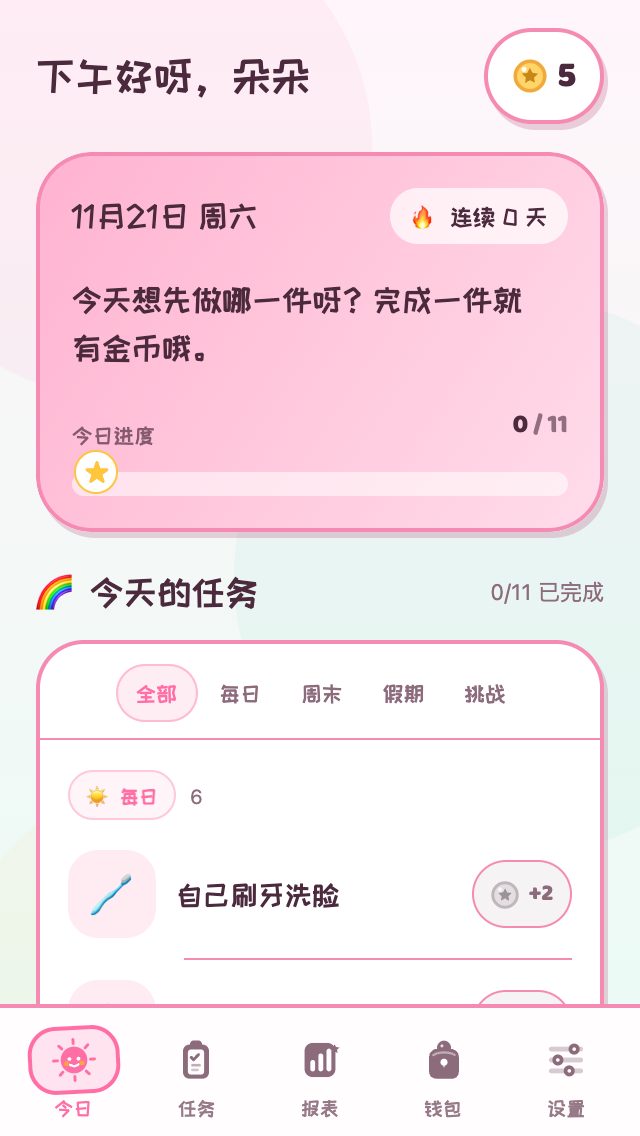 下午好呀，朵朵
5
11月21日 周六
连续 0 天
今天想先做哪一件呀？完成一件就
有金币哦。
今日进度
0 / 11
今天的任务
0/11 已完成
全部 每日 周末 假期 挑战
每日 6
自己刷牙洗脸
+2
今日 任务 报表 钱包 设置